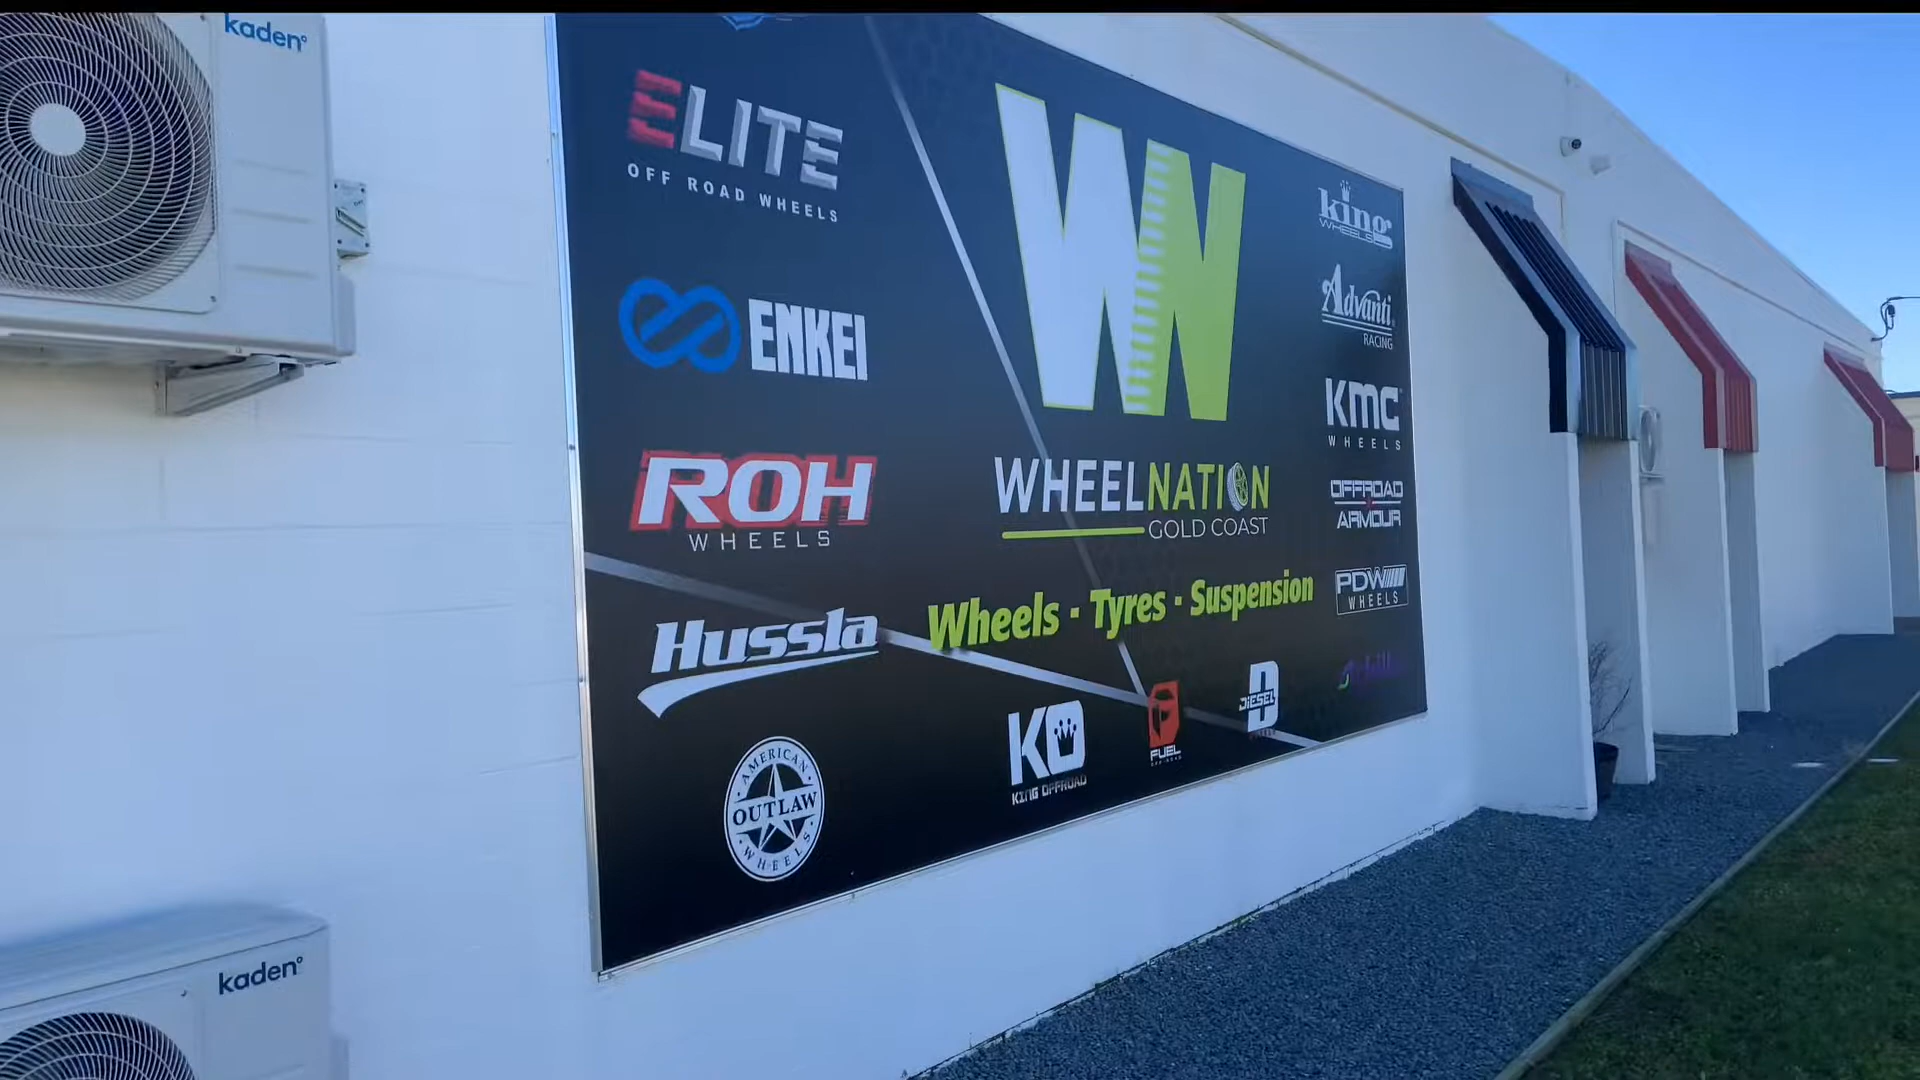 kaden
ELITE
OFF ROAD WHEELS
ENKEI
ROH
WHEELS
Hussla
AMERICAN
OUTLAW
WHEELS
W N
WHEELNATION
GOLD COAST
Wheels · Tyres · Suspension
KO
KING OFFROAD
F
FUEL
D
DIESEL
king
WHEELS
Advanti
RACING
KMC
WHEELS
OFFROAD
ARMOUR
PDW
WHEELS
kaden